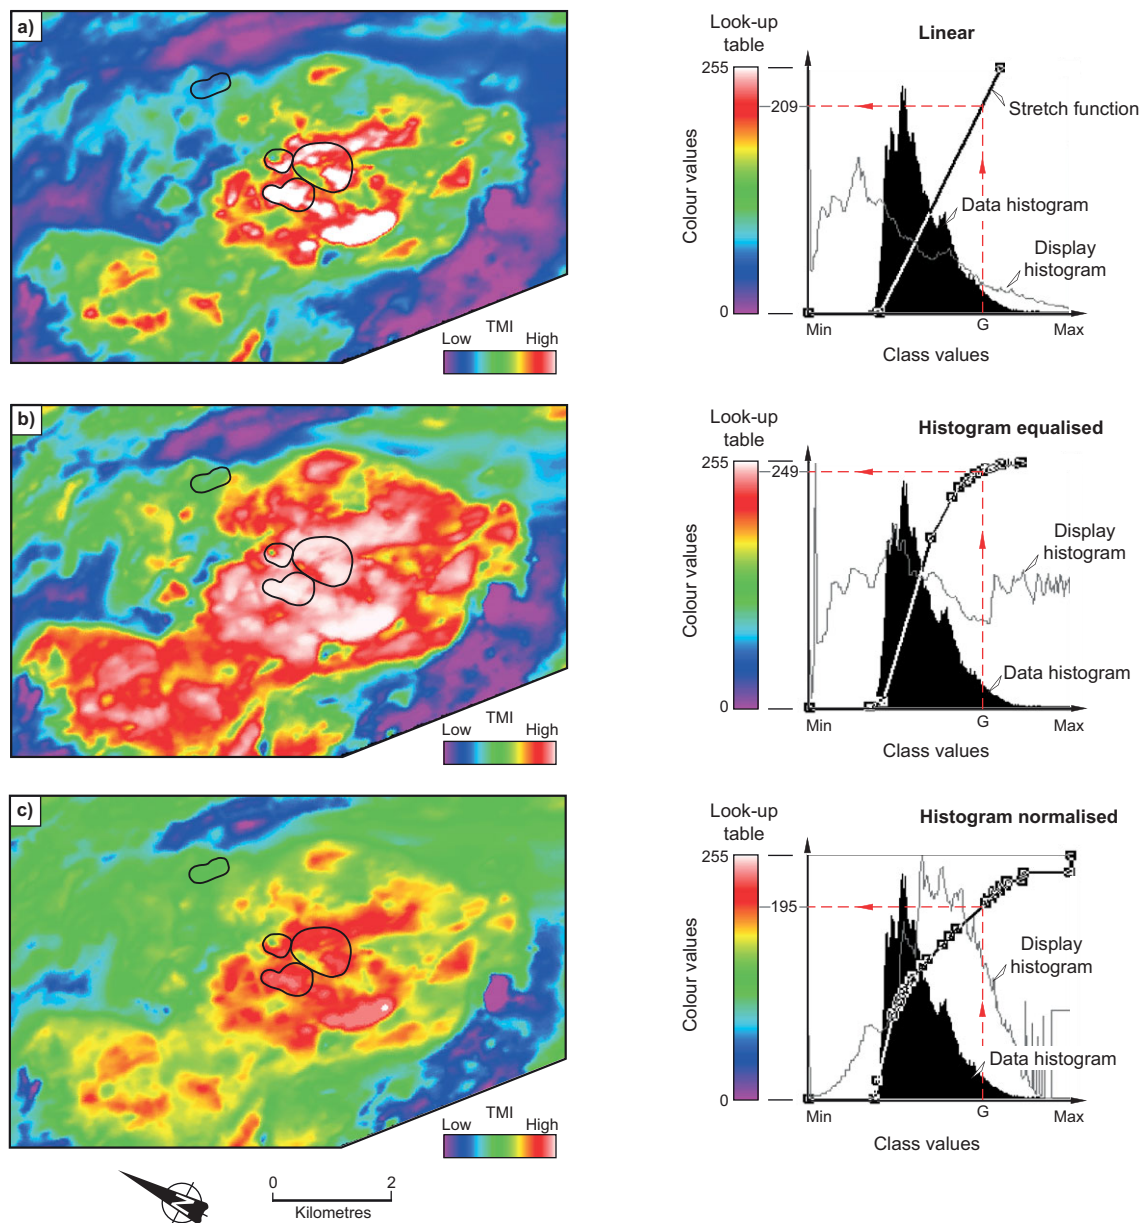 a)
TMI
Low High
Look-up
table
Linear
255
209
0
Colour values
Stretch function
Data histogram
Display
histogram
Min
G
Max
Class values
b)
TMI
Low High
Look-up
table
Histogram equalised
255
249
0
Colour values
Display
histogram
Data histogram
Min
G
Max
Class values
c)
TMI
Low High
Look-up
table
Histogram normalised
255
195
0
Colour values
Display
histogram
Data histogram
Min
G
Max
Class values
N
0 2
Kilometres